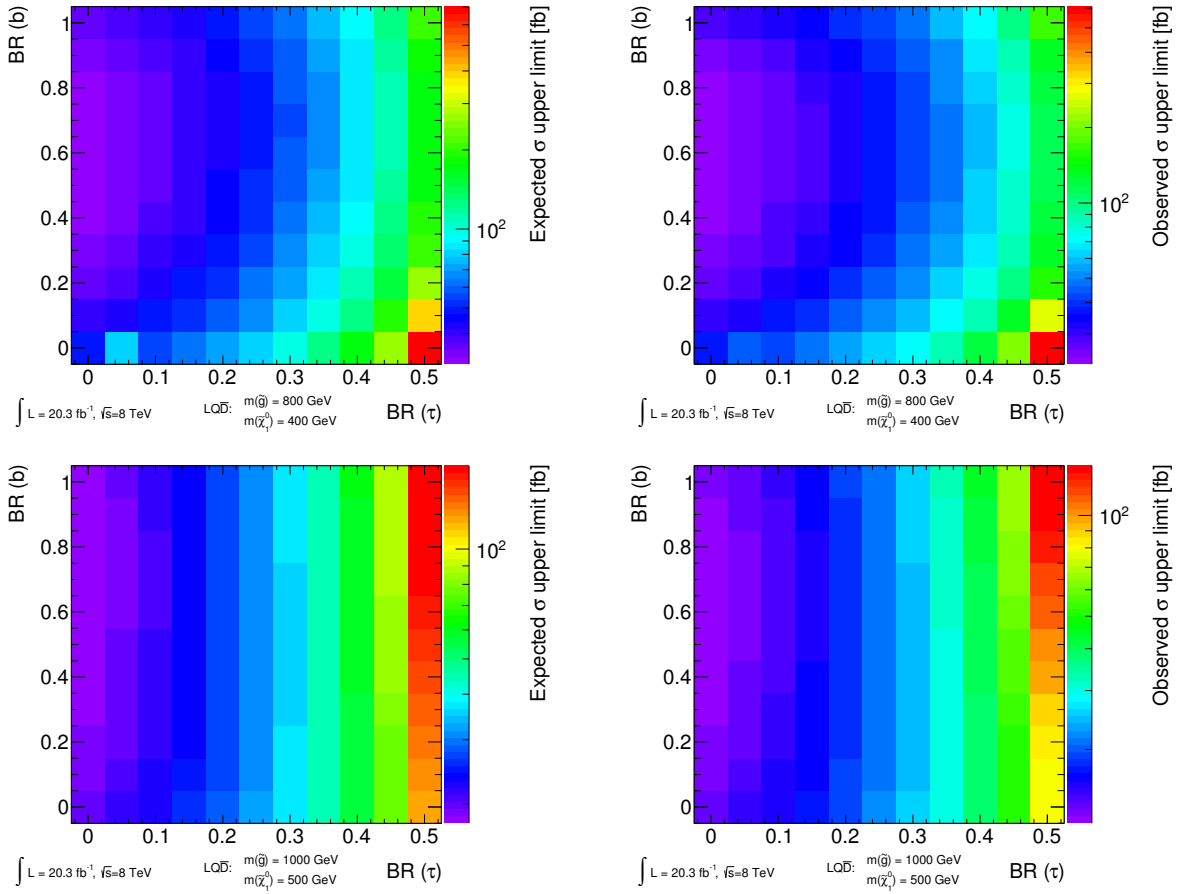 BR (b)
1
0.8
0.6
0.4
0.2
0
0 0.1 0.2 0.3 0.4 0.5
BR (τ)
∫ L = 20.3 fb⁻¹, √s=8 TeV
LQD̅: m(g̃) = 800 GeV
m(χ̃₁⁰) = 400 GeV
10²
Expected σ upper limit [fb]
BR (b)
1
0.8
0.6
0.4
0.2
0
0 0.1 0.2 0.3 0.4 0.5
BR (τ)
∫ L = 20.3 fb⁻¹, √s=8 TeV
LQD̅: m(g̃) = 800 GeV
m(χ̃₁⁰) = 400 GeV
10²
Observed σ upper limit [fb]
BR (b)
1
0.8
0.6
0.4
0.2
0
0 0.1 0.2 0.3 0.4 0.5
BR (τ)
∫ L = 20.3 fb⁻¹, √s=8 TeV
LQD̅: m(g̃) = 1000 GeV
m(χ̃₁⁰) = 500 GeV
10²
Expected σ upper limit [fb]
BR (b)
1
0.8
0.6
0.4
0.2
0
0 0.1 0.2 0.3 0.4 0.5
BR (τ)
∫ L = 20.3 fb⁻¹, √s=8 TeV
LQD̅: m(g̃) = 1000 GeV
m(χ̃₁⁰) = 500 GeV
10²
Observed σ upper limit [fb]